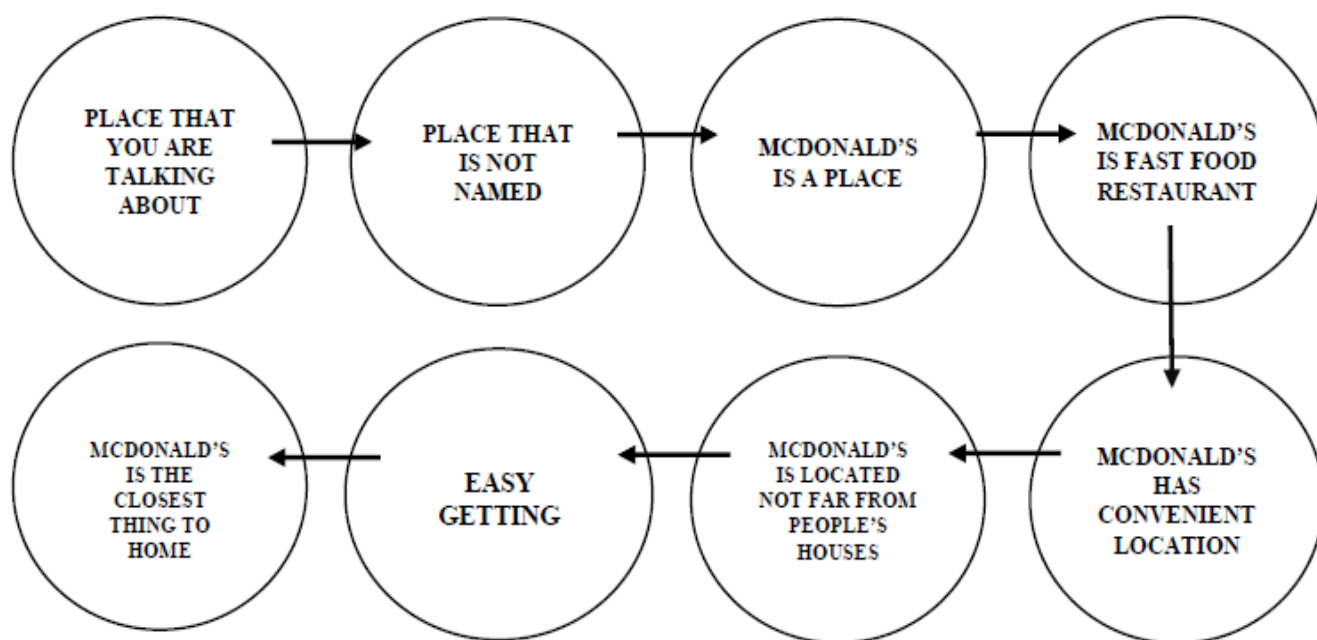 PLACE THAT
YOU ARE
TALKING
ABOUT
PLACE THAT
IS NOT
NAMED
MCDONALD'S
IS A PLACE
MCDONALD'S
IS FAST FOOD
RESTAURANT
MCDONALD'S
HAS
CONVENIENT
LOCATION
MCDONALD'S
IS LOCATED
NOT FAR FROM
PEOPLE'S
HOUSES
EASY
GETTING
MCDONALD'S
IS THE
CLOSEST
THING TO
HOME